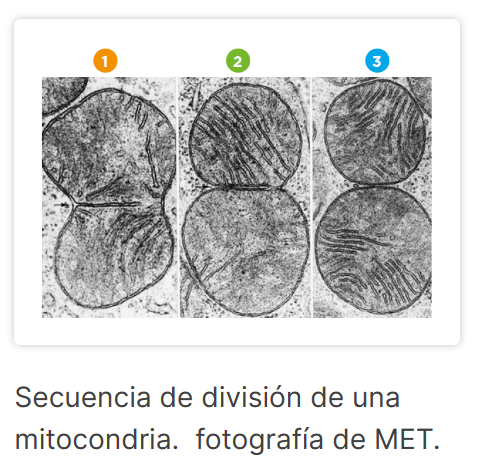 1 2 3
Secuencia de división de una
mitocondria.  fotografía de MET.